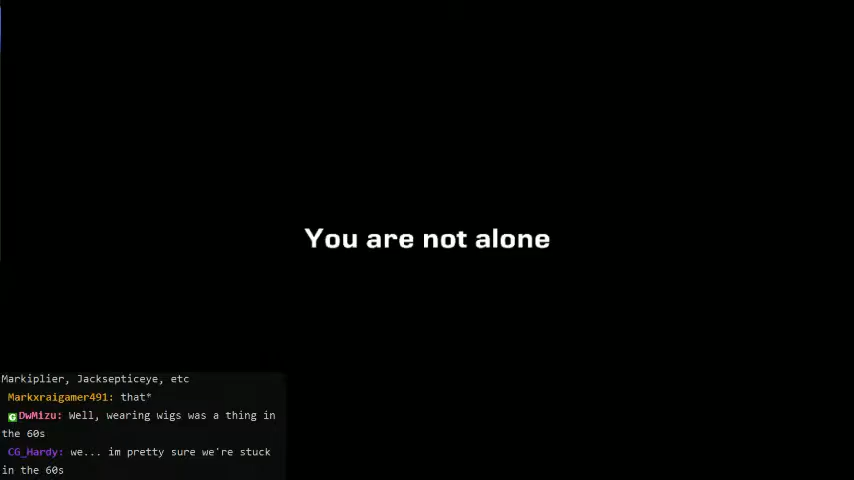 You are not alone
Markiplier, Jacksepticeye, etc
Markxraigamer491: that*
G DwMizu: Well, wearing wigs was a thing in
the 60s
CG_Hardy: we... im pretty sure we're stuck
in the 60s